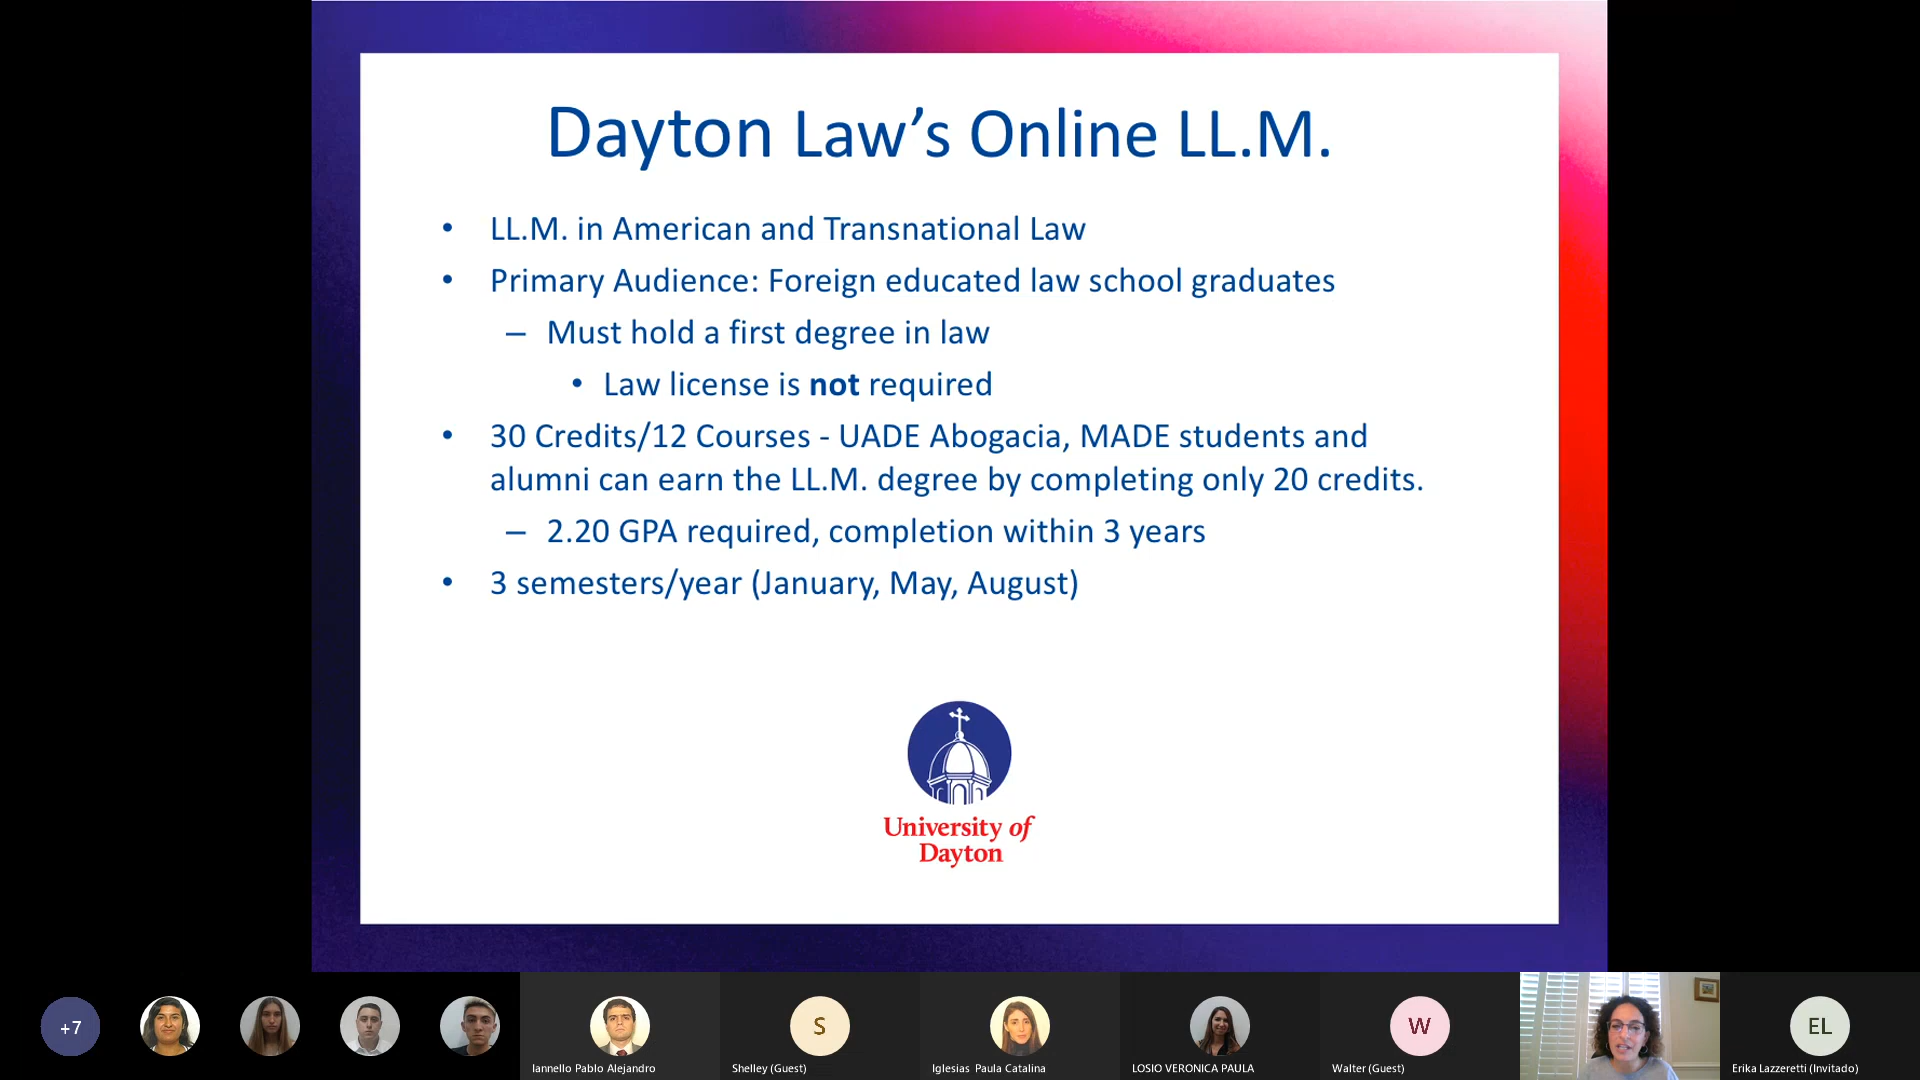 Dayton Law’s Online LL.M.
• LL.M. in American and Transnational Law
• Primary Audience: Foreign educated law school graduates
– Must hold a first degree in law
• Law license is not required
• 30 Credits/12 Courses - UADE Abogacia, MADE students and
alumni can earn the LL.M. degree by completing only 20 credits.
– 2.20 GPA required, completion within 3 years
• 3 semesters/year (January, May, August)
University of
Dayton
+7
Iannello Pablo Alejandro
S
Shelley (Guest)
Iglesias Paula Catalina
LOSIO VERONICA PAULA
W
Walter (Guest)
EL
Erika Lazzeretti (Invitado)